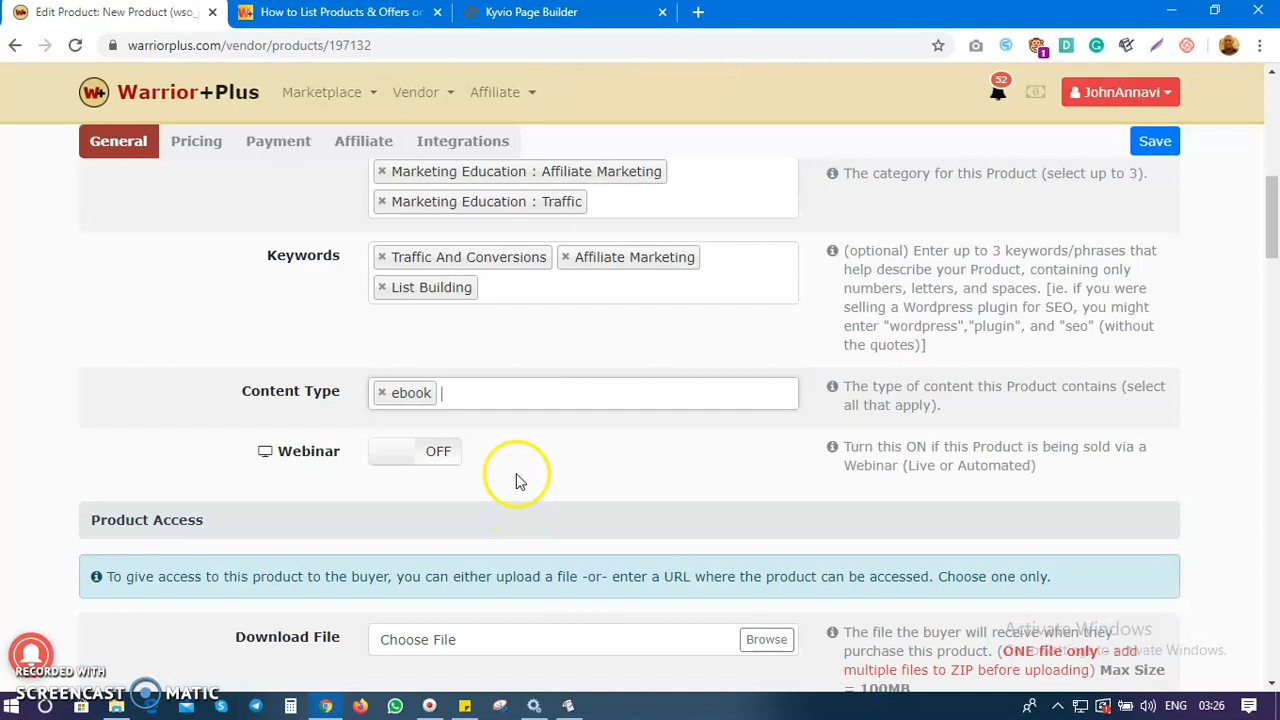 Edit Product: New Product (wso_ ×
How to List Products & Offers on ×
Kyvio Page Builder ×
warriorplus.com/vendor/products/197132
1
W+ Warrior+Plus
Marketplace
Vendor
Affiliate
52
JohnAnnavi
General
Pricing
Payment
Affiliate
Integrations
Save
× Marketing Education : Affiliate Marketing
× Marketing Education : Traffic
The category for this Product (select up to 3).
Keywords
× Traffic And Conversions × Affiliate Marketing
× List Building
(optional) Enter up to 3 keywords/phrases that
help describe your Product, containing only
numbers, letters, and spaces. [ie. if you were
selling a Wordpress plugin for SEO, you might
enter "wordpress","plugin", and "seo" (without
the quotes)]
Content Type
× ebook
The type of content this Product contains (select
all that apply).
Webinar
OFF
Turn this ON if this Product is being sold via a
Webinar (Live or Automated)
Product Access
To give access to this product to the buyer, you can either upload a file -or- enter a URL where the product can be accessed. Choose one only.
Download File
Choose File
Browse
The file the buyer will receive when they
purchase this product. (ONE file only - add
multiple files to ZIP before uploading) Max Size
= 100MB
Activate Windows
activate Windows.
RECORDED WITH
SCREENCAST MATIC
ENG
03:26